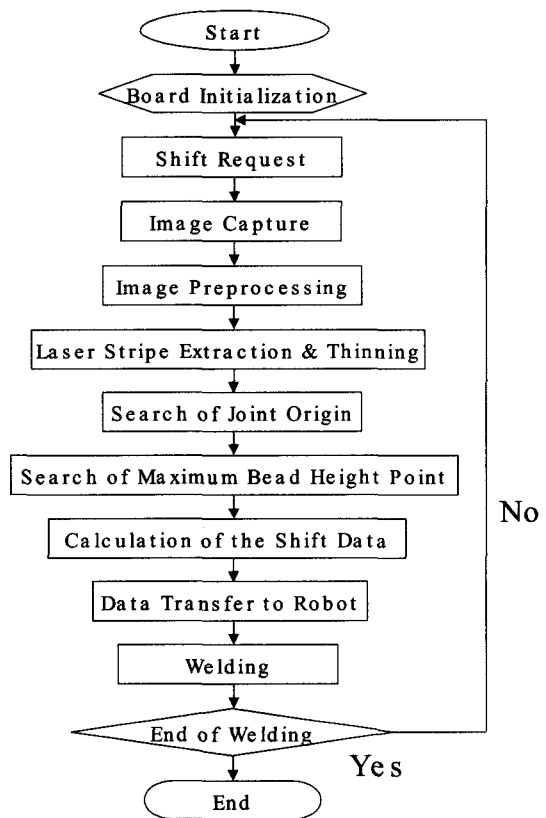 Start
Board Initialization
Shift Request
Image Capture
Image Preprocessing
Laser Stripe Extraction & Thinning
Search of Joint Origin
Search of Maximum Bead Height Point
No
Calculation of the Shift Data
Data Transfer to Robot
Welding
End of Welding
Yes
End